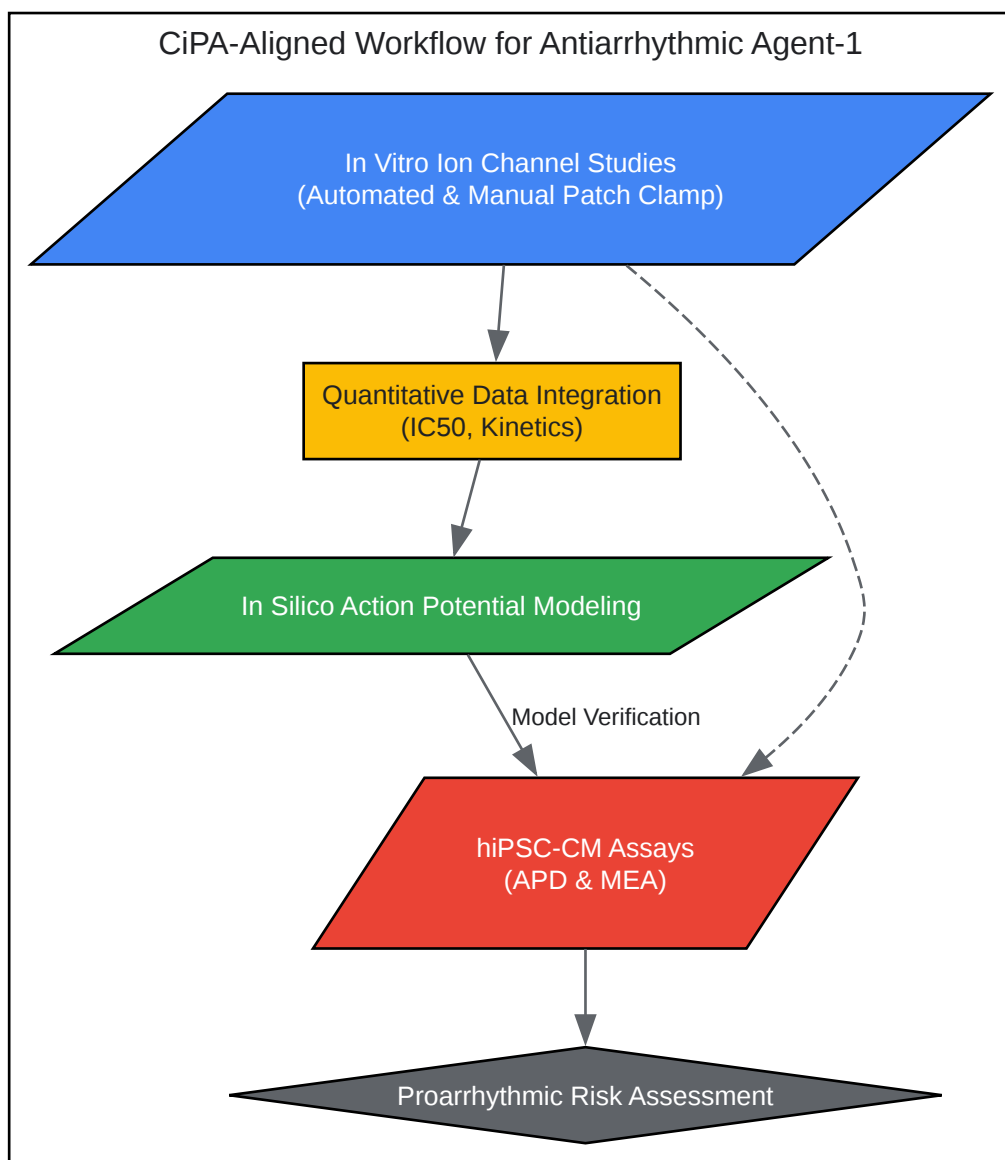 CiPA-Aligned Workflow for Antiarrhythmic Agent-1
In Vitro Ion Channel Studies
(Automated & Manual Patch Clamp)
Quantitative Data Integration
(IC50, Kinetics)
In Silico Action Potential Modeling
Model Verification
hiPSC-CM Assays
(APD & MEA)
Proarrhythmic Risk Assessment